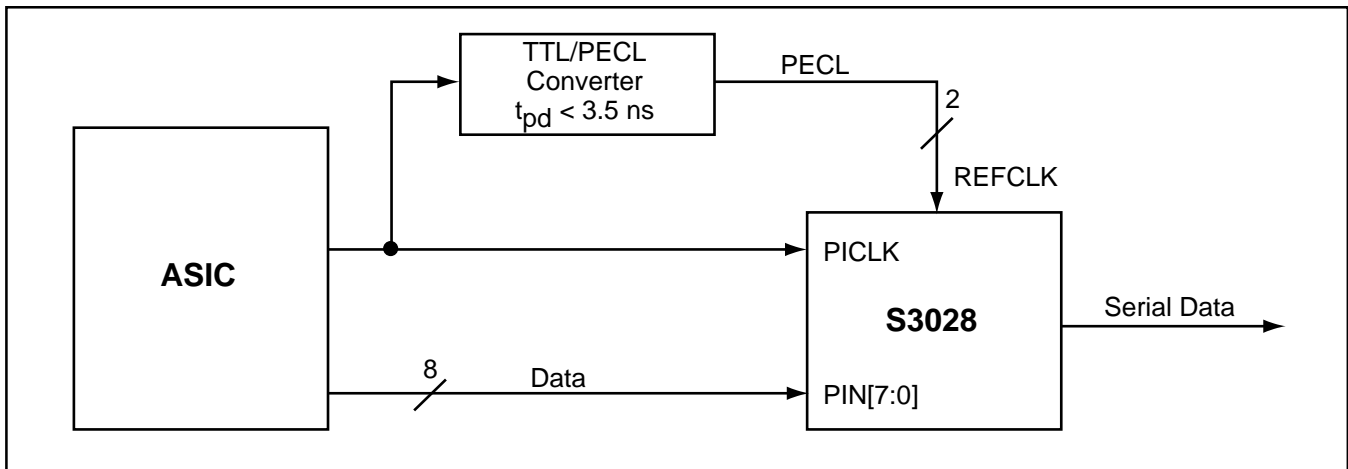 TTL/PECL
Converter
tpd < 3.5 ns
PECL
2
REFCLK
ASIC
PICLK
S3028
Serial Data
8
Data
PIN[7:0]